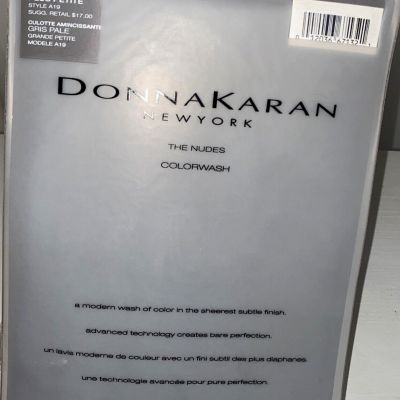 STYLE A19
SUGG. RETAIL $17.00
CULOTTE AMINCISSANTE
GRIS PALE
GRANDE PETITE
MODELE A19
DONNAKARAN
NEWYORK
THE NUDES
COLORWASH
a modern wash of color in the sheerest subtle finish.
advanced technology creates bare perfection.
un lavis moderne de couleur avec un fini subtil des plus diaphanes.
une technologie avancée pour pure perfection.